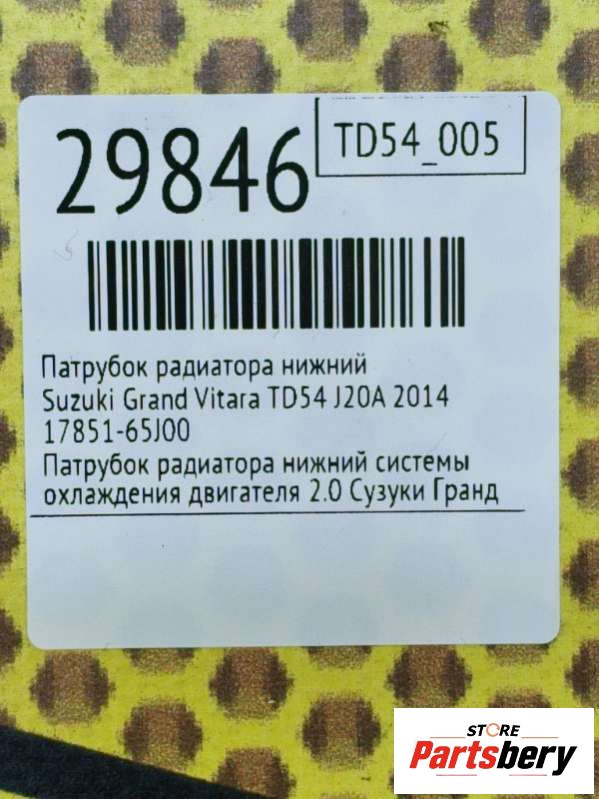 29846
TD54_005
Патрубок радиатора нижний
Suzuki Grand Vitara TD54 J20A 2014
17851-65J00
Патрубок радиатора нижний системы
охлаждения двигателя 2.0 Сузуки Гранд
STORE
Partsbery